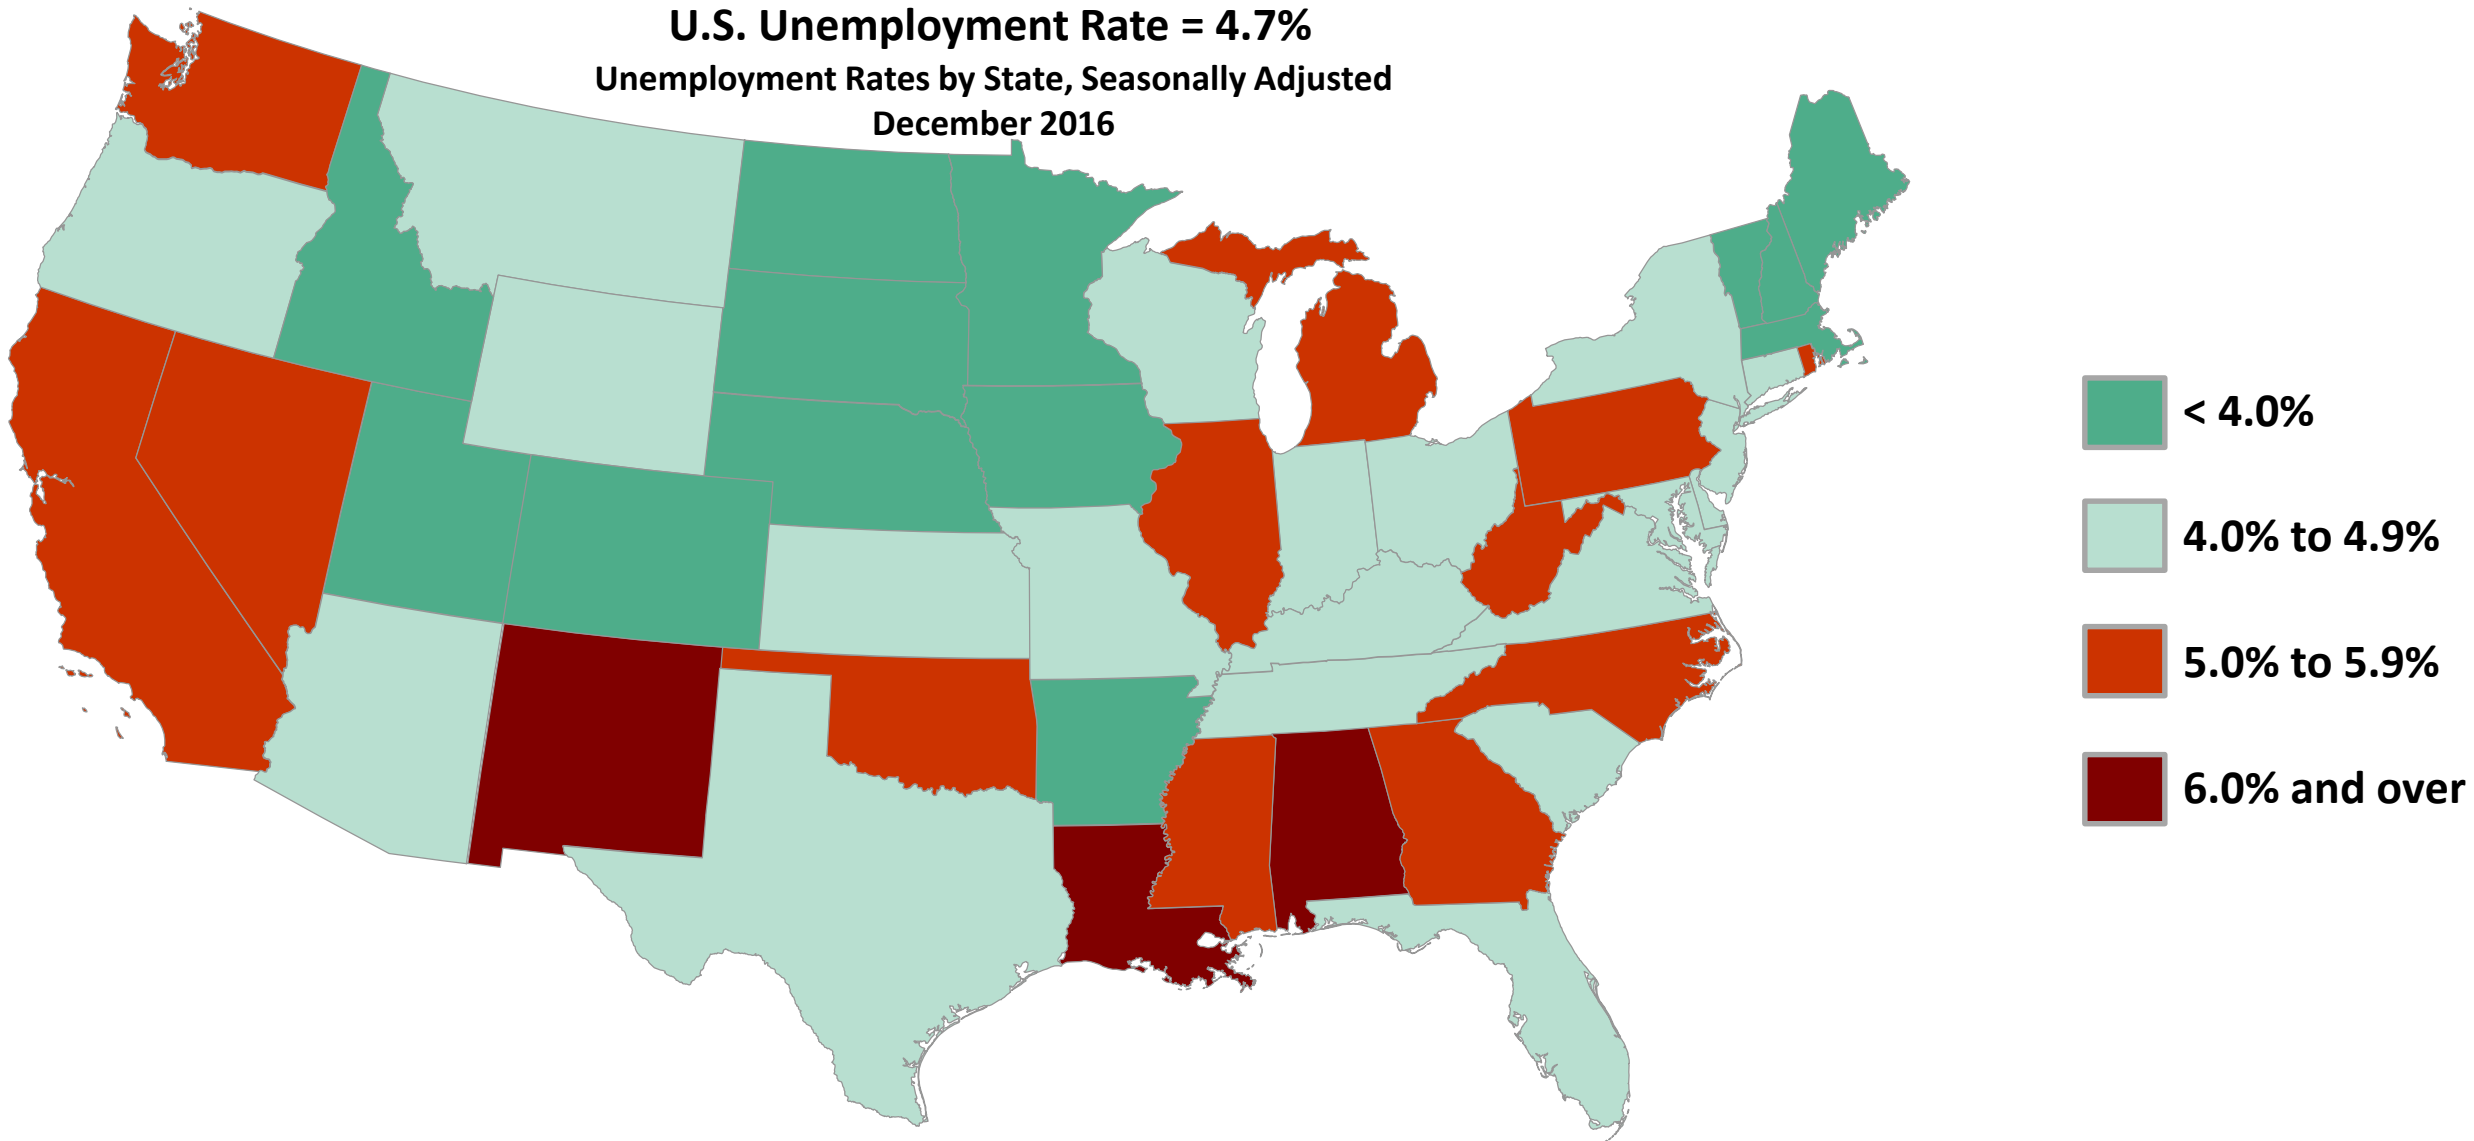 U.S. Unemployment Rate = 4.7%
Unemployment Rates by State, Seasonally Adjusted
December 2016
< 4.0%
4.0% to 4.9%
5.0% to 5.9%
6.0% and over